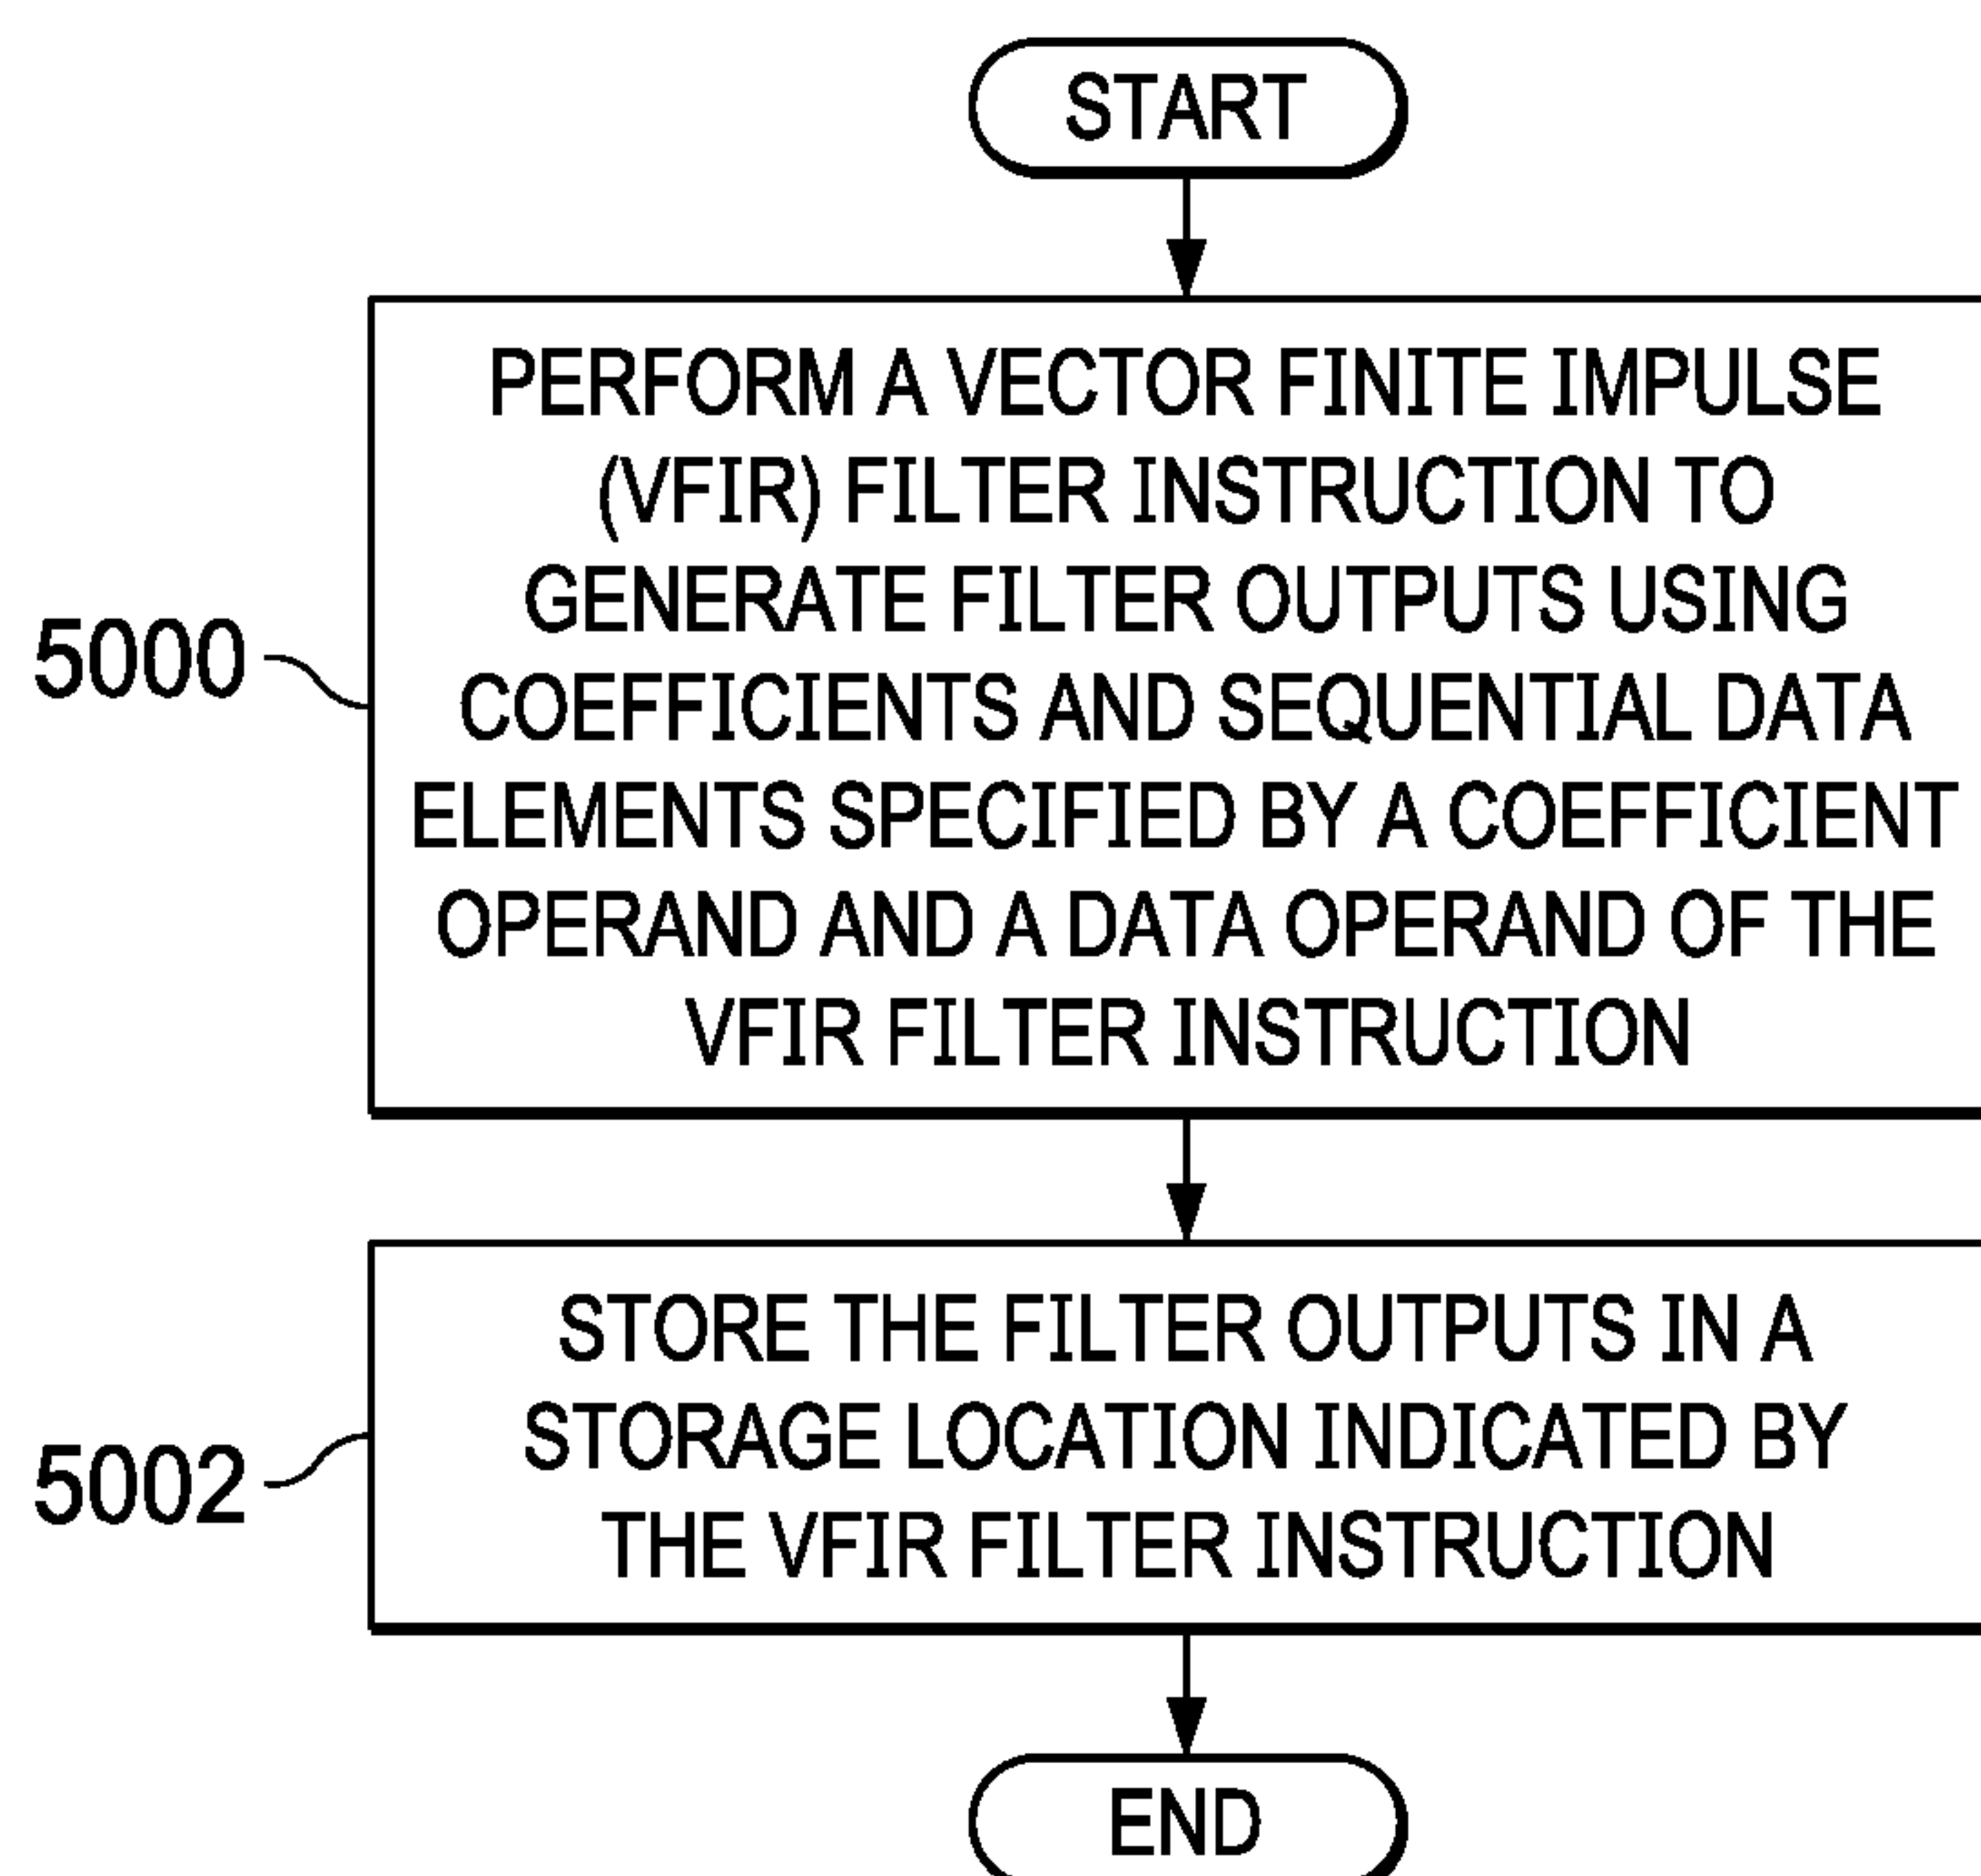 START
PERFORM A VECTOR FINITE IMPULSE
(VFIR) FILTER INSTRUCTION TO
GENERATE FILTER OUTPUTS USING
COEFFICIENTS AND SEQUENTIAL DATA
ELEMENTS SPECIFIED BY A COEFFICIENT
OPERAND AND A DATA OPERAND OF THE
VFIR FILTER INSTRUCTION
5000
STORE THE FILTER OUTPUTS IN A
STORAGE LOCATION INDICATED BY
THE VFIR FILTER INSTRUCTION
5002
END